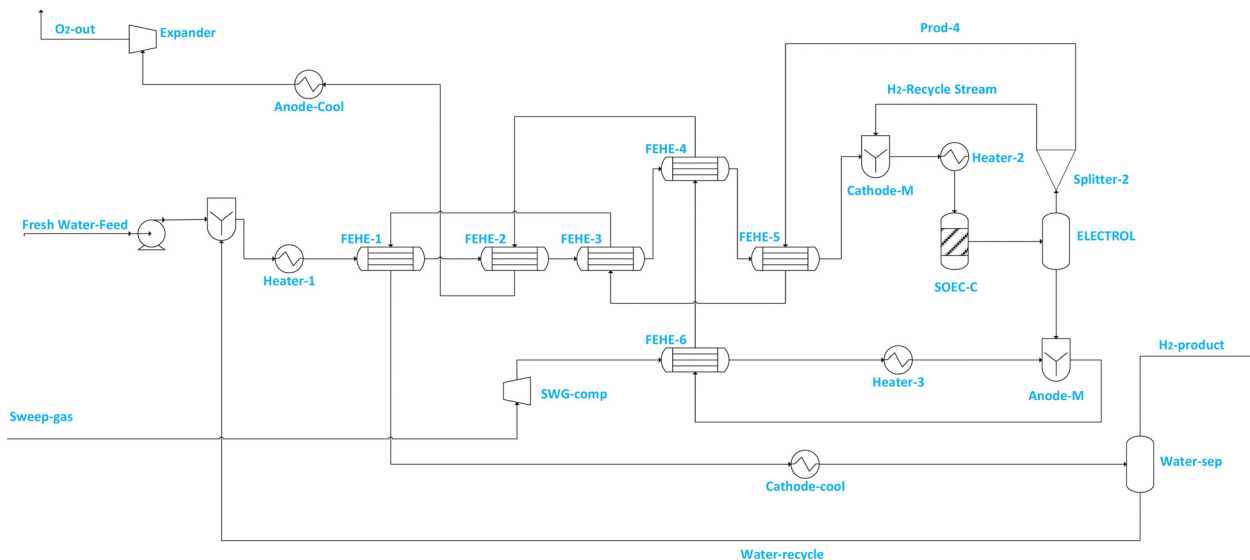 O2-out
Expander
Prod-4
H2-Recycle Stream
Anode-Cool
FEHE-4
Heater-2
Cathode-M
Splitter-2
Fresh Water-Feed
FEHE-1
FEHE-2
FEHE-3
FEHE-5
ELECTROL
Heater-1
SOEC-C
FEHE-6
H2-product
Heater-3
SWG-comp
Anode-M
Sweep-gas
Water-sep
Cathode-cool
Water-recycle